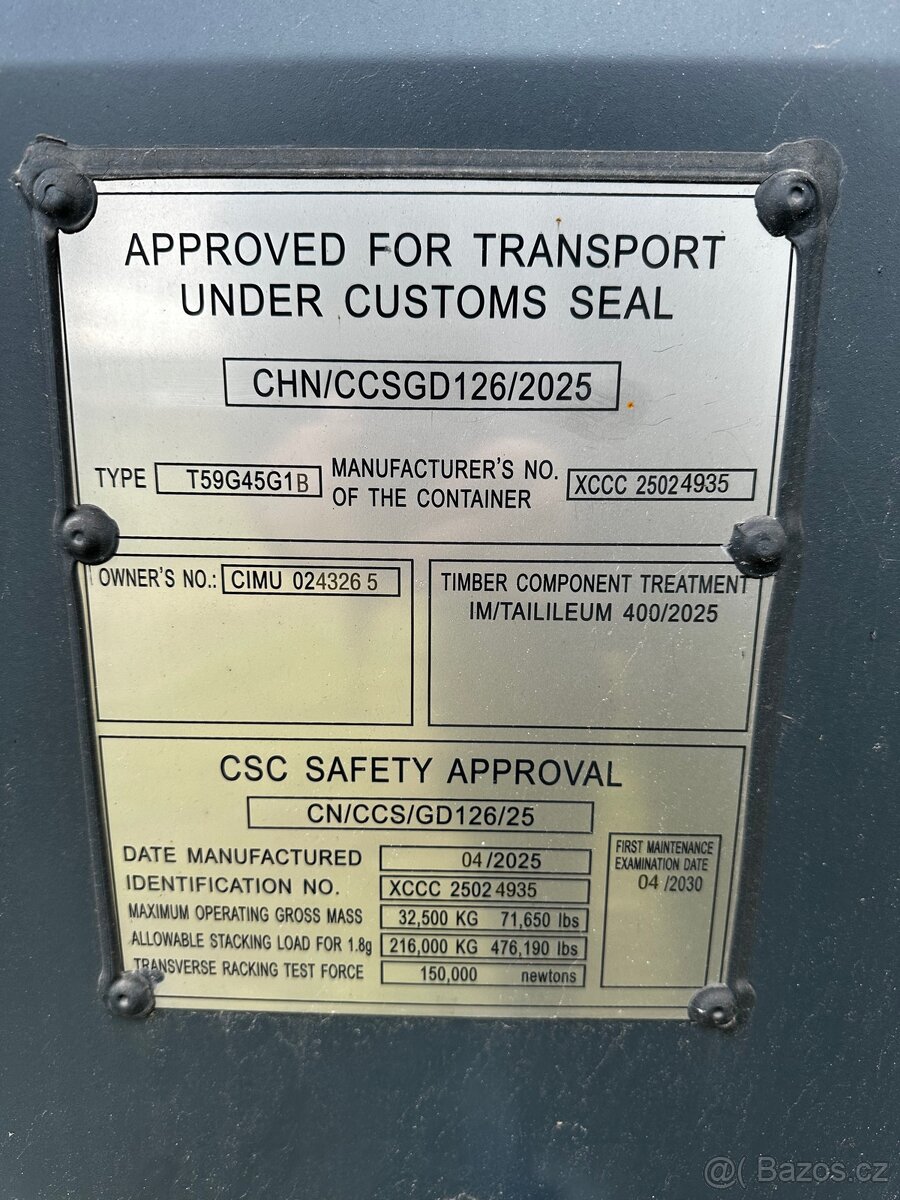 APPROVED FOR TRANSPORT
UNDER CUSTOMS SEAL
CHN/CCSGD126/2025
TYPE T59G45G1B
MANUFACTURER'S NO.
OF THE CONTAINER
XCCC 25024935
OWNER'S NO.: CIMU 024326 5
TIMBER COMPONENT TREATMENT
IM/TAILILEUM 400/2025
CSC SAFETY APPROVAL
CN/CCS/GD126/25
DATE MANUFACTURED 04/2025
IDENTIFICATION NO. XCCC 25024935
MAXIMUM OPERATING GROSS MASS 32,500 KG 71,650 lbs
ALLOWABLE STACKING LOAD FOR 1.8g 216,000 KG 476,190 lbs
TRANSVERSE RACKING TEST FORCE 150,000 newtons
FIRST MAINTENANCE
EXAMINATION DATE
04 /2030
@( Bazos.cz